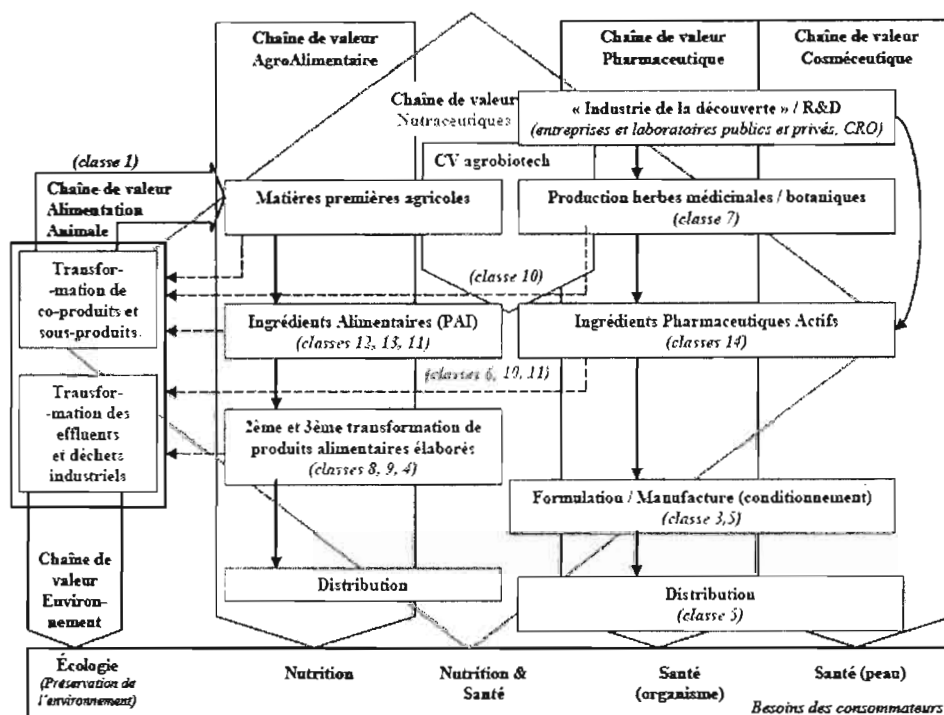 Chaîne de valeur
AgroAlimentaire
Chaîne de valeur
Pharmaceutique
Chaîne de valeur
Cosméceutique
Chaîne de valeur
Nutraceutiques
« Industrie de la découverte » / R&D
(entreprises et laboratoires publics et privés, CRO)
(classe 1)
Chaîne de valeur
Alimentation
Animale
CV agrobiotech
Matières premières agricoles
Production herbes médicinales / botaniques
(classe 7)
Transfor-
-mation de
co-produits et
sous-produits.
(classe 10)
Ingrédients Alimentaires (PAI)
(classes 12, 13, 11)
Ingrédients Pharmaceutiques Actifs
(classes 14)
(classes 6, 10, 11)
Transfor-
-mation des
effluents
et déchets
industriels
2ème et 3ème transformation de
produits alimentaires élaborés
(classes 8, 9, 4)
Formulation / Manufacture (conditionnement)
(classe 3,5)
Chaîne de
valeur
Environ-
nement
Distribution
Distribution
(classe 5)
Écologie
(Préservation de
l'environnement)
Nutrition
Nutrition &
Santé
Santé
(organisme)
Santé (peau)
Besoins des consommateurs